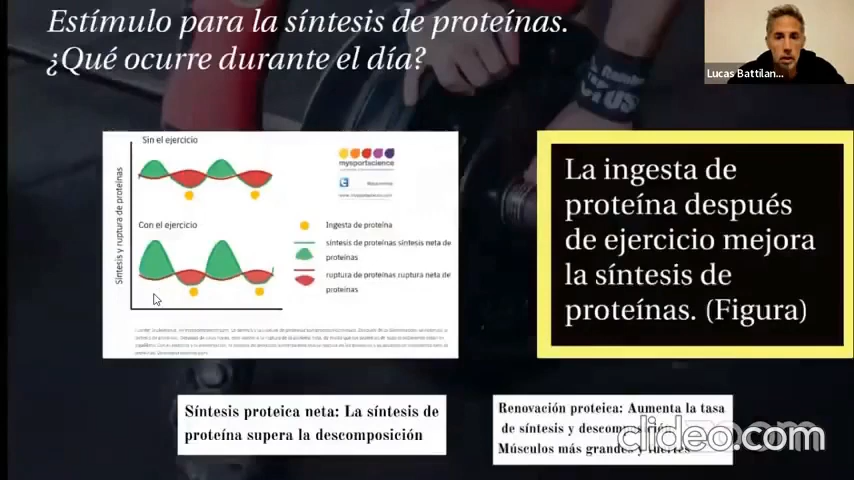 Estímulo para la síntesis de proteínas.
¿Qué ocurre durante el día?
Lucas Battilan...
Sin el ejercicio
mysportscience
Síntesis y ruptura de proteínas
Con el ejercicio
Ingesta de proteína
síntesis de proteínas síntesis neta de
proteínas
ruptura de proteínas ruptura neta de
proteínas
La ingesta de
proteína después
de ejercicio mejora
la síntesis de
proteínas. (Figura)
Síntesis proteica neta: La síntesis de
proteína supera la descomposición
Renovación proteica: Aumenta la tasa
de síntesis y descomposición
Músculos más grandes y fuertes
clideo.com
zoom